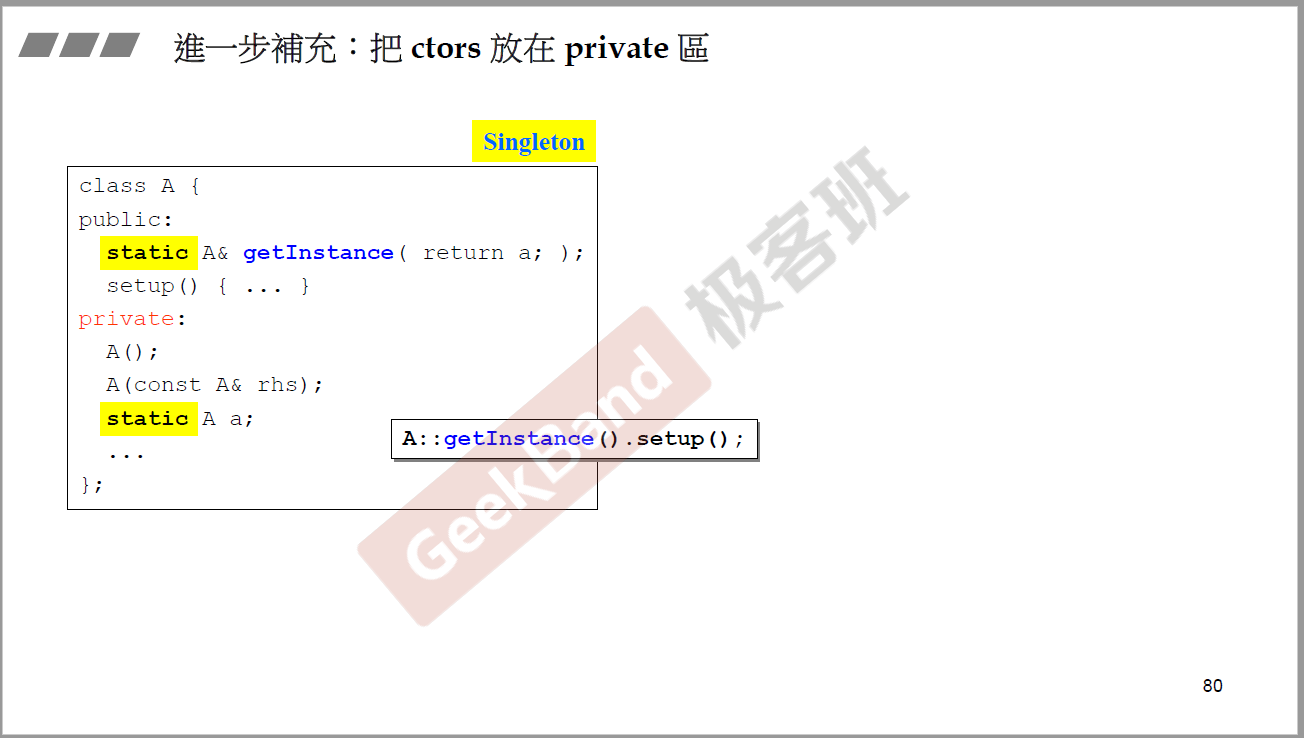 進一步補充：把 ctors 放在 private 區
Singleton
class A {
public:
static A& getInstance( return a; );
setup() { ... }
private:
A();
A(const A& rhs);
static A a;
...
};
A::getInstance().setup();
GeekBand 极客班
80